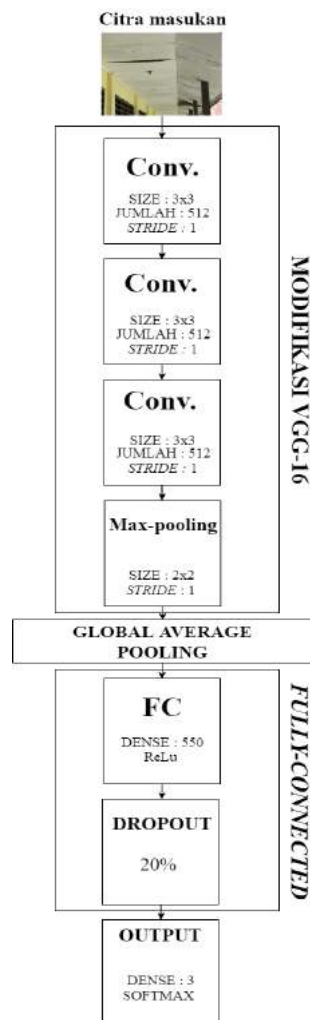 Citra masukan
Conv.
SIZE : 3x3
JUMLAH : 512
STRIDE : 1
Conv.
SIZE : 3x3
JUMLAH : 512
STRIDE : 1
Conv.
SIZE : 3x3
JUMLAH : 512
STRIDE : 1
Max-pooling
SIZE : 2x2
STRIDE : 1
MODIFIKASI VGG-16
GLOBAL AVERAGE
POOLING
FC
DENSE : 550
ReLu
DROPOUT
20%
FULLY-CONNECTED
OUTPUT
DENSE : 3
SOFTMAX